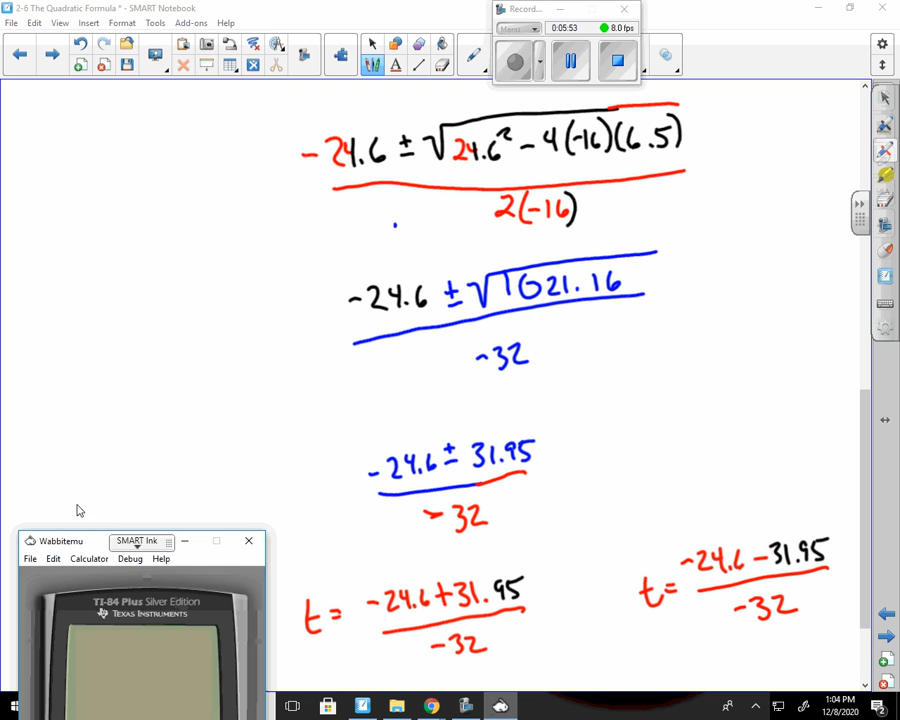 2-6 The Quadratic Formula * - SMART Notebook
File Edit View Insert Format Tools Add-ons Help
Record...
Menu 0:05:53 8.0 fps
-24.6 ± √24.6² - 4(-16)(6.5)
2(-16)
-24.6 ± √1021.16
-32
-24.6 ± 31.95
-32
t = -24.6 + 31.95
-32
t = -24.6 - 31.95
-32
Wabbitemu
SMART Ink
File Edit Calculator Debug Help
TI-84 Plus Silver Edition
TEXAS INSTRUMENTS
1:04 PM
12/8/2020
2